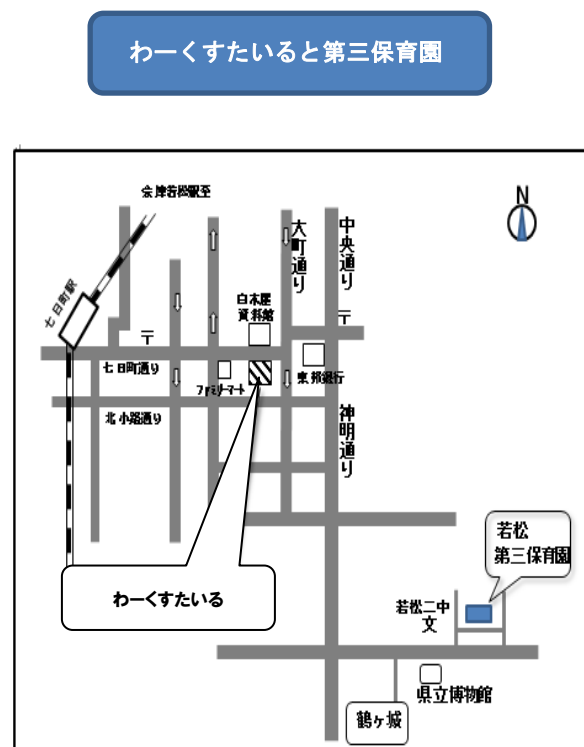 わーくすたいると第三保育園
会津若松駅至
N
大町通り
中央通り
七日町駅
白木屋
資料館
〒
〒
七日町通り
ファミリーマート
東邦銀行
北小路通り
神明通り
若松
第三保育園
わーくすたいる
若松二中
文
県立博物館
鶴ヶ城